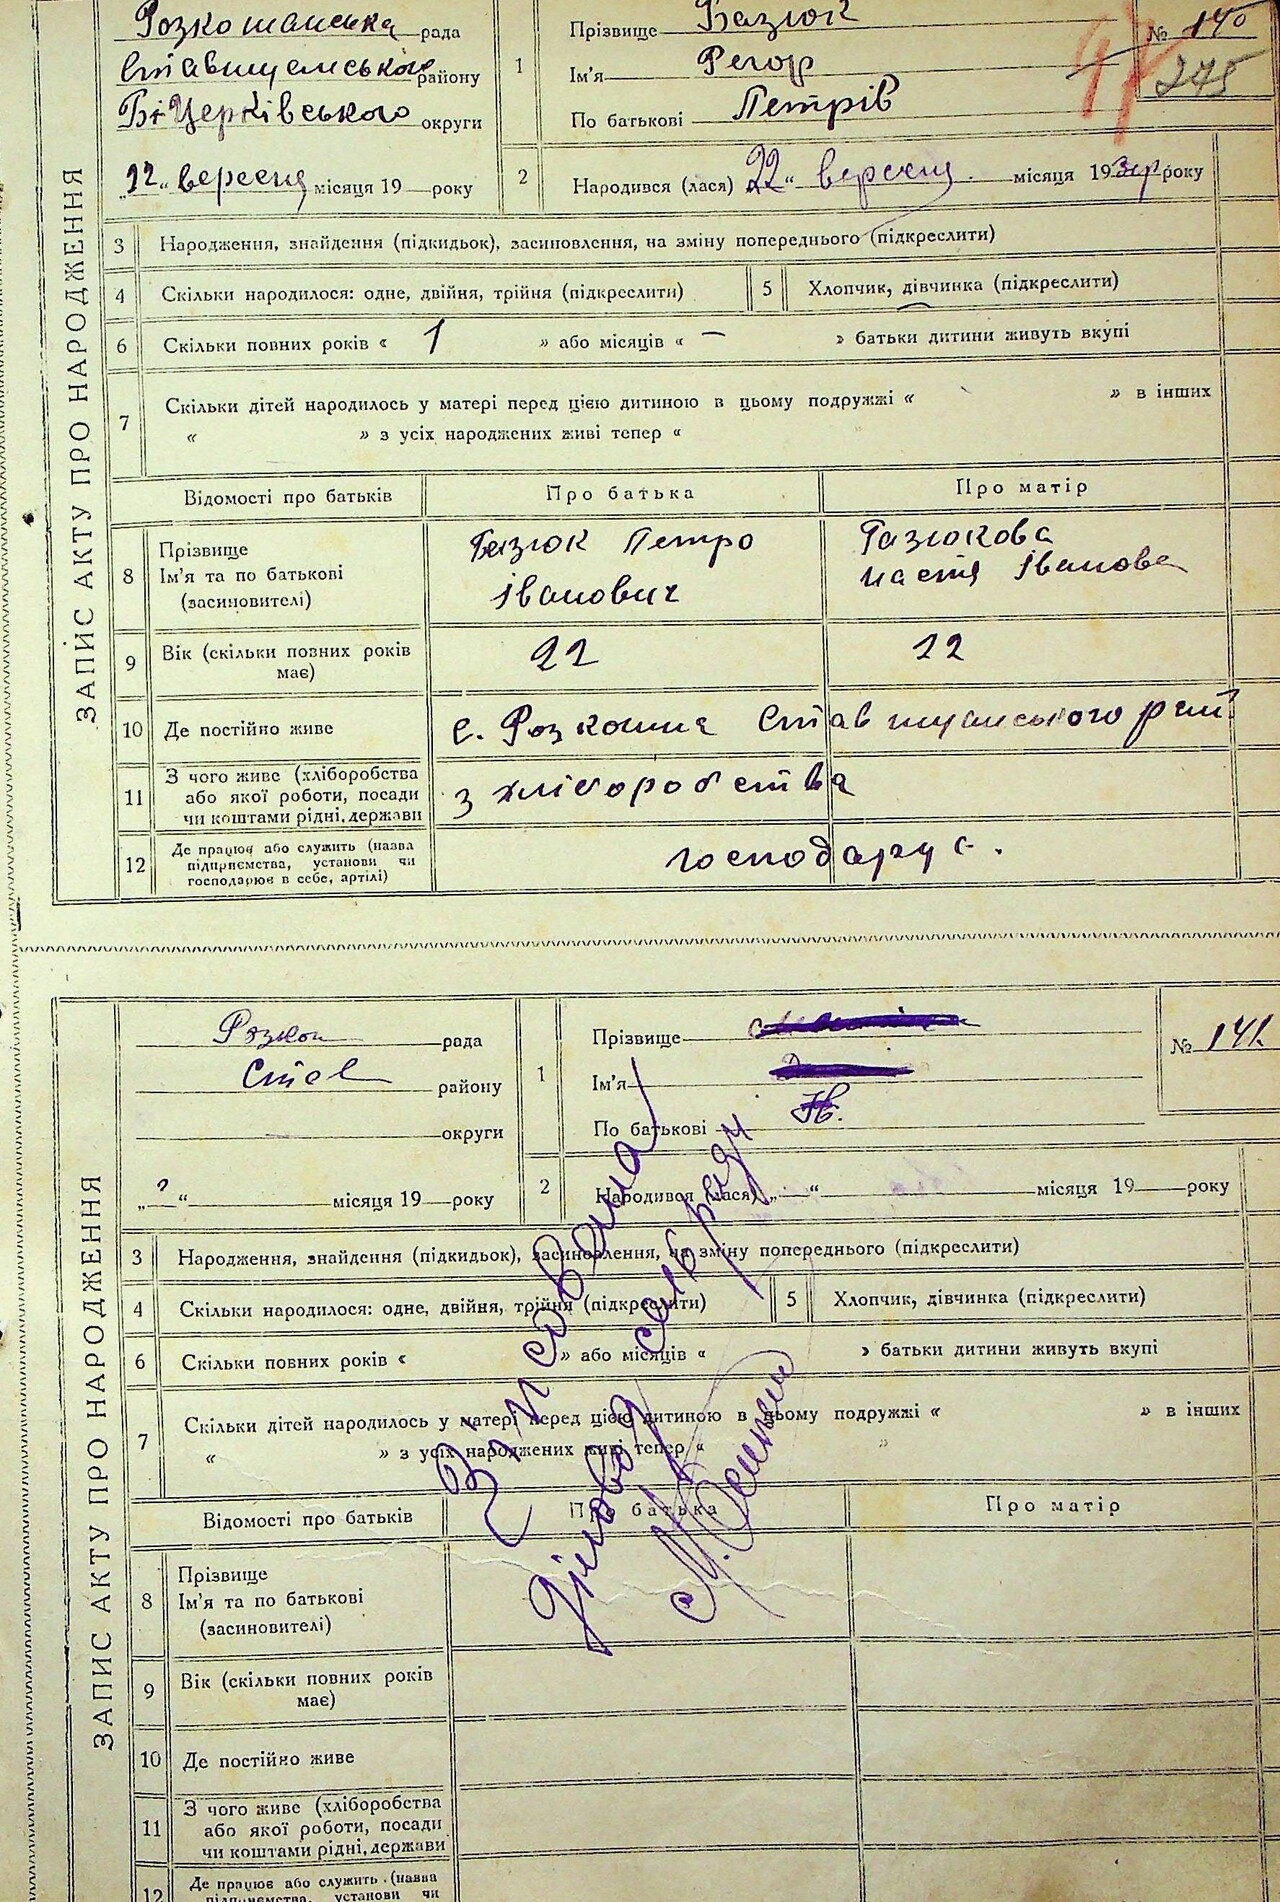 ЗАПИС АКТУ ПРО НАРОДЖЕННЯ
Розкошанська рада
району
Б-Церківського округи
вересня місяця 19 — року
1
Прізвище Базюк
Ім'я
По батькові Петрів
№ 140
47
275
2
Народився (лася) 22 „ вересня місяця 19 року
3 Народження, знайдення (підкидьок), засиновлення, на зміну попереднього (підкреслити)
4 Скільки народилося: одне, двійня, трійня (підкреслити) 5 Хлопчик, дівчинка (підкреслити)
6 Скільки повних років « 1 » або місяців « — » батьки дитини живуть вкупі
7 Скільки дітей народилось у матері перед цією дитиною в цьому подружжі « » в інших
« » з усіх народжених живі тепер «
Відомості про батьків Про батька Про матір
8 Прізвище
Ім'я та по батькові
(засиновителі)
Базюк Петро
Іванович
Настя Іванова
9 Вік (скільки повних років має) 22 22
10 Де постійно живе с. Розкошна
11 З чого живе (хліборобства
або якої роботи, посади
чи коштами рідні, держави
з хліборобства
12 Де працює або служить (назва
підприємства, установи чи
господарює в себе, артілі)
господарує.
ЗАПИС АКТУ ПРО НАРОДЖЕННЯ
Розкош рада
Став району
округи
„ “ місяця 19 — року
1
Прізвище
Ім'я
По батькові
№ 141.
2
Народився (лася) „ — “ місяця 19 — року
3 Народження, знайдення (підкидьок), засиновлення, на зміну попереднього (підкреслити)
4 Скільки народилося: одне, двійня, трійня (підкреслити) 5 Хлопчик, дівчинка (підкреслити)
6 Скільки повних років « » або місяців « » батьки дитини живуть вкупі
7 Скільки дітей народилось у матері перед цією дитиною в цьому подружжі « » в інших
« » з усіх народжених живі тепер « »
Зіпсована
діловод сільради
Відомості про батьків Про батька Про матір
8 Прізвище
Ім'я та по батькові
(засиновителі)
9 Вік (скільки повних років має)
10 Де постійно живе
11 З чого живе (хліборобства
або якої роботи, посади
чи коштами рідні, держави
12 Де працює або служить (назва
підприємства, установи чи